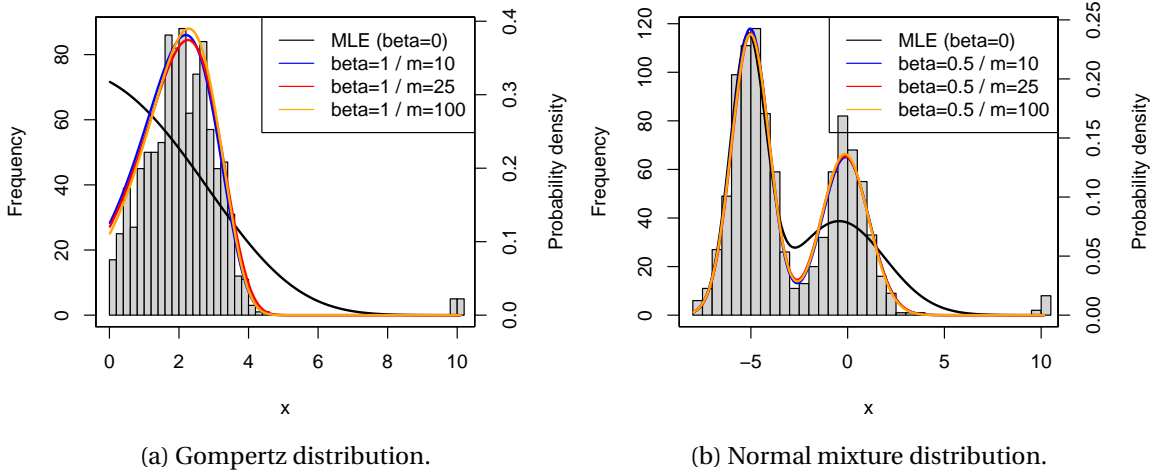 MLE (beta=0)
beta=1 / m=10
beta=1 / m=25
beta=1 / m=100
Frequency
0 20 40 60 80
Probability density
0.0 0.1 0.2 0.3 0.4
0 2 4 6 8 10
x
(a) Gompertz distribution.
MLE (beta=0)
beta=0.5 / m=10
beta=0.5 / m=25
beta=0.5 / m=100
Frequency
0 20 40 60 80 100 120
Probability density
0.00 0.05 0.10 0.15 0.20 0.25
−5 0 5 10
x
(b) Normal mixture distribution.